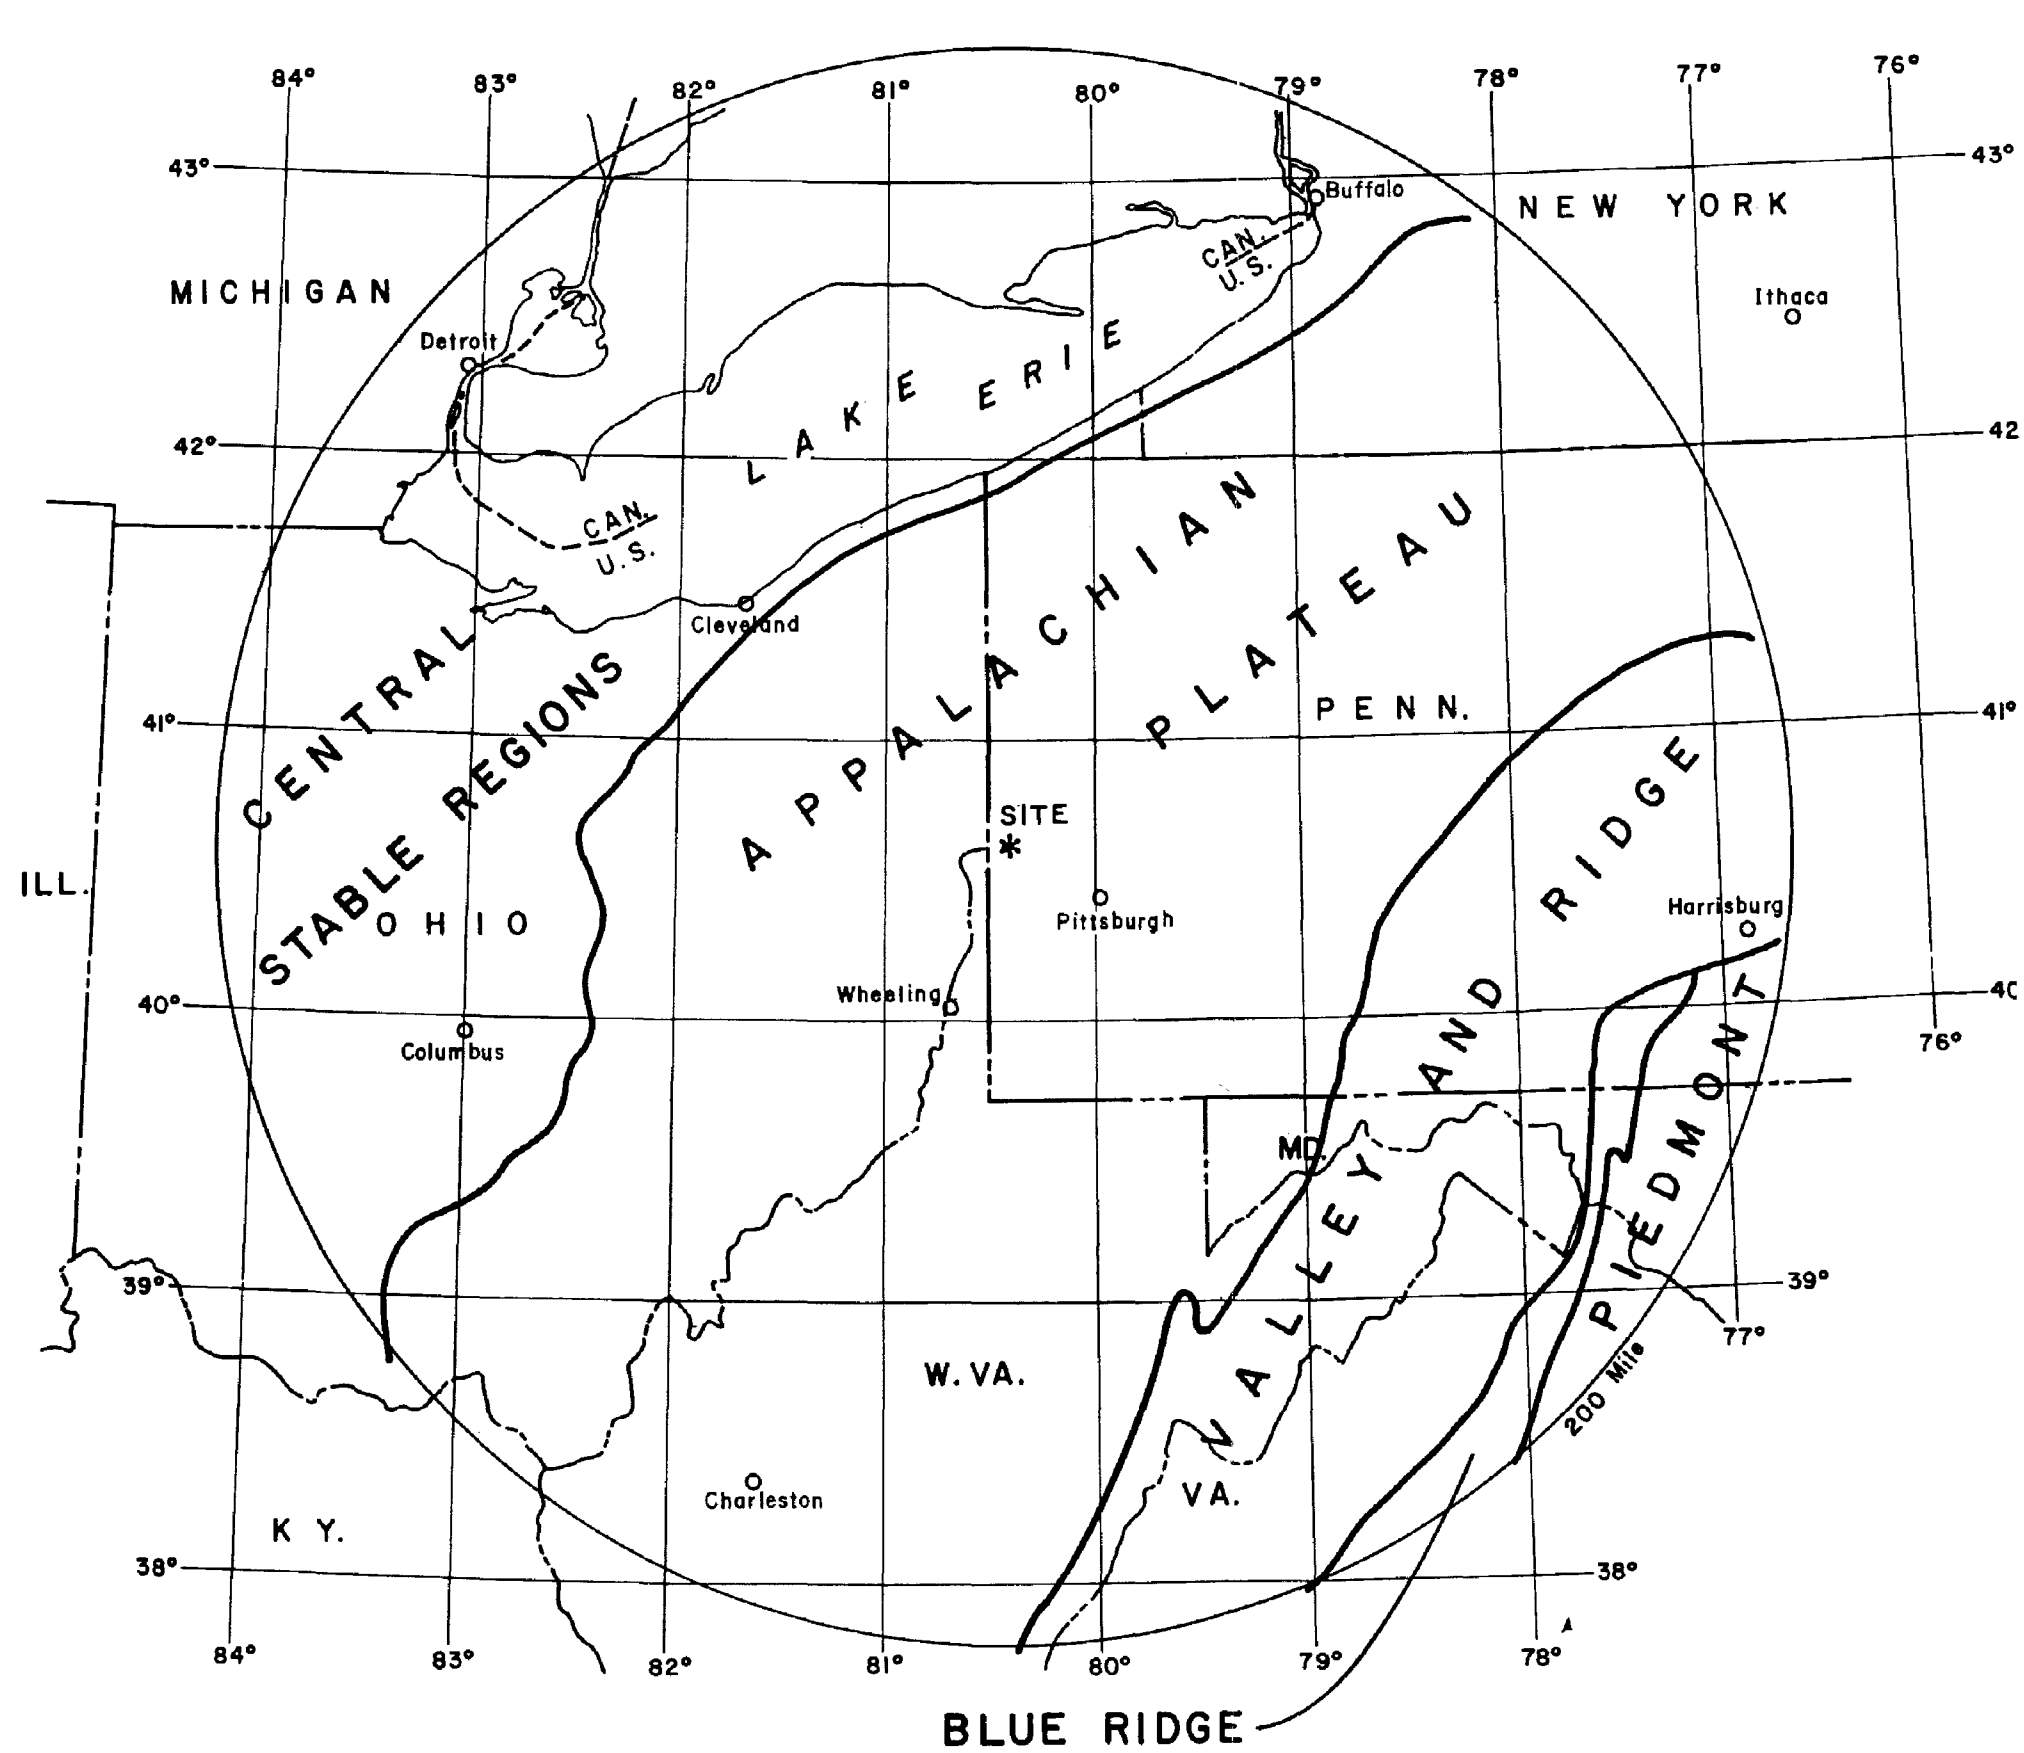 84° 83° 82° 81° 80° 79° 78° 77° 76°
43° 43°
Buffalo
NEW YORK
CAN.
U.S.
MICHIGAN
Ithaca
Detroit
LAKE ERIE
42° 42
CAN.
U.S.
Cleveland
CENTRAL
STABLE REGIONS
APPALACHIAN
PLATEAU
PENN.
41° 41°
SITE
ILL.
OHIO
Pittsburgh
Harrisburg
VALLEY AND RIDGE
Wheeling
40° 40
Columbus
76°
PIEDMONT
MD.
39° 39°
77°
W. VA.
200 Mile
VA.
Charleston
KY.
38° 38°
84° 83° 82° 81° 80° 79° 78°
BLUE RIDGE